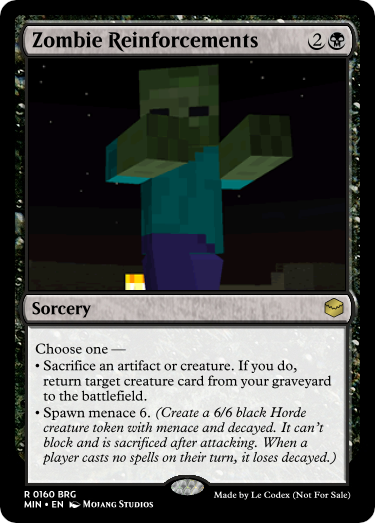 Zombie Reinforcements 2
Sorcery
Choose one —
• Sacrifice an artifact or creature. If you do,
return target creature card from your graveyard
to the battlefield.
• Spawn menace 6. (Create a 6/6 black Horde
creature token with menace and decayed. It can't
block and is sacrificed after attacking. When a
player casts no spells on their turn, it loses decayed.)
R 0160 BRG
MIN • EN Mojang Studios
Made by Le Codex (Not For Sale)